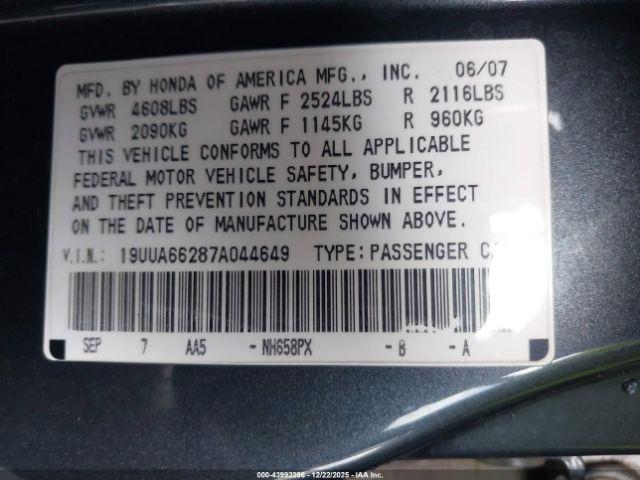 MFD. BY HONDA OF AMERICA MFG., INC. 06/07
GVWR 4608LBS GAWR F 2524LBS R 2116LBS
GVWR 2090KG GAWR F 1145KG R 960KG
THIS VEHICLE CONFORMS TO ALL APPLICABLE
FEDERAL MOTOR VEHICLE SAFETY, BUMPER,
AND THEFT PREVENTION STANDARDS IN EFFECT
ON THE DATE OF MANUFACTURE SHOWN ABOVE.
V.I.N.: 19UUA66287A044649 TYPE: PASSENGER
SEP 7 AA5 - NH658PX - B - A
000-43992396 - 12/22/2025 - IAA Inc.